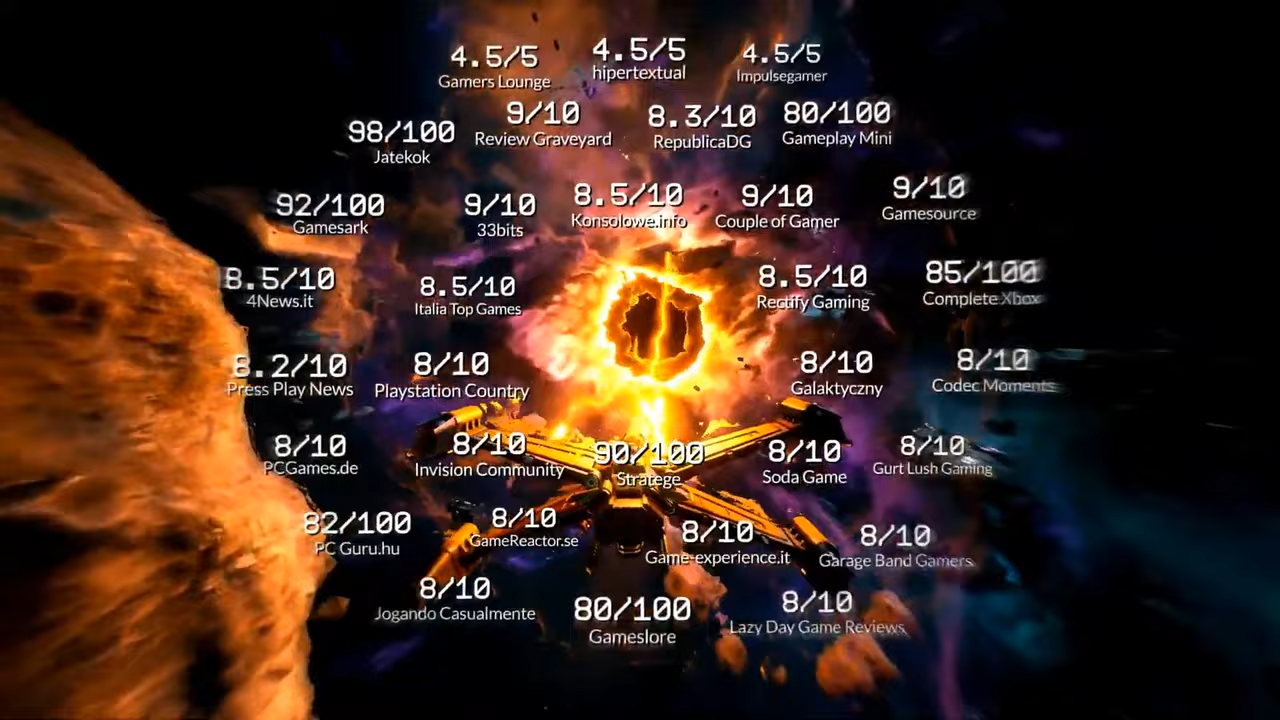 4.5/5
Gamers Lounge
4.5/5
hipertextual
4.5/5
Impulsegamer
98/100
Jatekok
9/10
Review Graveyard
8.3/10
RepublicaDG
80/100
Gameplay Mini
92/100
Gamesark
9/10
33bits
8.5/10
Konsolowe.info
9/10
Couple of Gamer
9/10
Gamesource
8.5/10
4News.it
8.5/10
Italia Top Games
8.5/10
Rectify Gaming
85/100
Complete Xbox
8.2/10
Press Play News
8/10
Playstation Country
8/10
Galaktyczny
8/10
Codec Moments
8/10
PCGames.de
8/10
Invision Community
90/100
Stratege
8/10
Soda Game
8/10
Gurt Lush Gaming
82/100
PC Guru.hu
8/10
GameReactor.se
8/10
Game-experience.it
8/10
Garage Band Gamers
8/10
Jogando Casualmente
80/100
Gameslore
8/10
Lazy Day Game Reviews